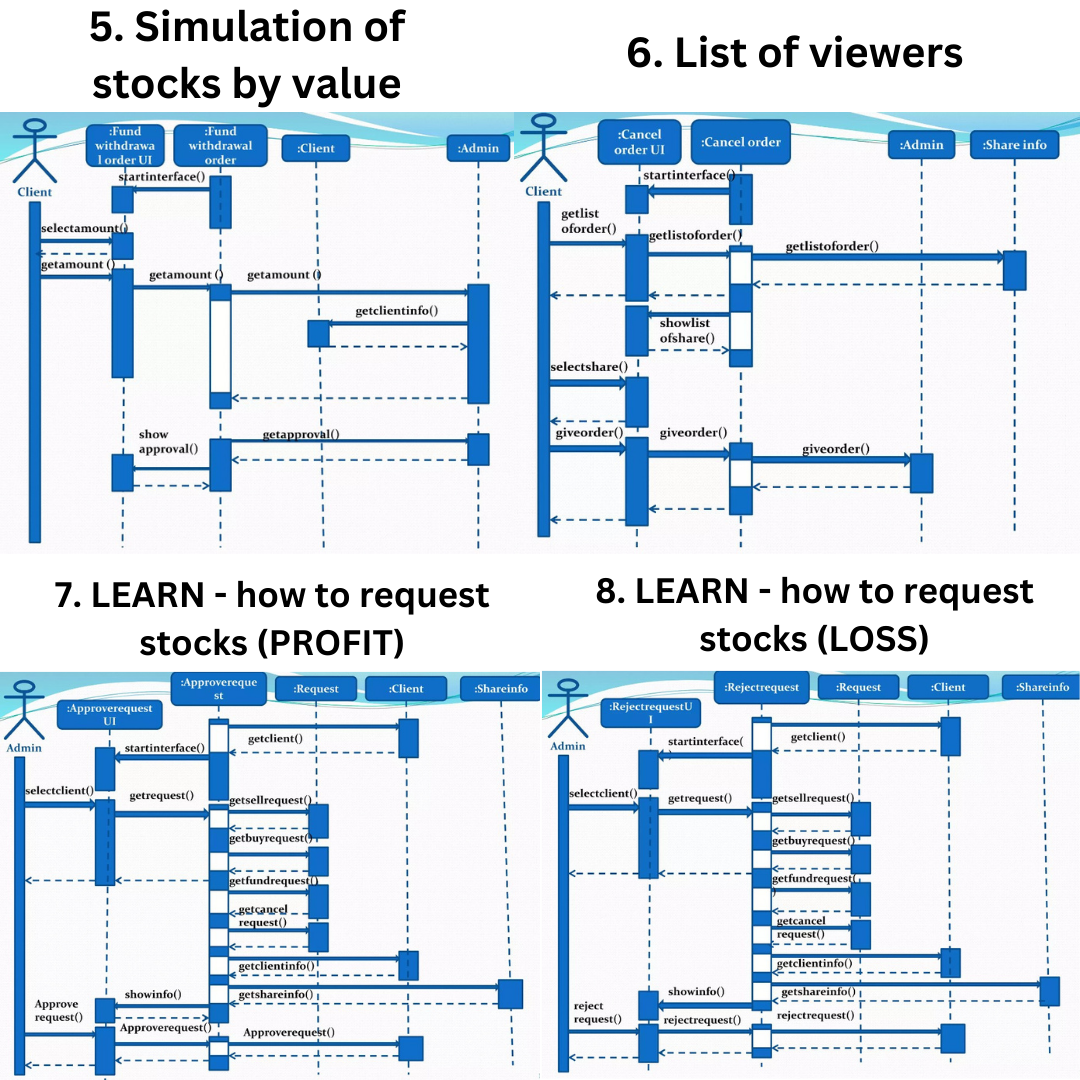 5. Simulation of
stocks by value
6. List of viewers
:Fund
withdrawa
l order UI
:Fund
withdrawal
order
:Client
:Admin
Client
startinterface()
selectamount()
getamount ()
getamount ()
getamount ()
getclientinfo()
show
approval()
getapproval()
:Cancel
order UI
:Cancel order
:Admin
:Share info
Client
startinterface()
getlist
oforder()
getlistoforder()
getlistoforder()
showlist
ofshare()
selectshare()
giveorder()
giveorder()
giveorder()
7. LEARN - how to request
stocks (PROFIT)
8. LEARN - how to request
stocks (LOSS)
:Approverequest
UI
:Approvereque
st
:Request
:Client
:Shareinfo
Admin
getclient()
startinterface()
selectclient()
getrequest()
getsellrequest()
getbuyrequest()
getfundrequest()
getcancel
request()
getclientinfo()
getshareinfo()
showinfo()
Approve
request()
Approverequest()
Approverequest()
:RejectrequestU
I
:Rejectrequest
:Request
:Client
:Shareinfo
Admin
getclient()
startinterface(
selectclient()
getrequest()
getsellrequest()
getbuyrequest()
getfundrequest(
)
getcancel
request()
getclientinfo()
getshareinfo()
showinfo()
reject
request()
rejectrequest()
rejectrequest()